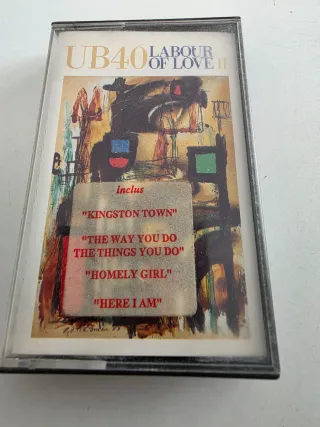 UB40 LABOUR
OF LOVE II
inclus
"KINGSTON TOWN"
"THE WAY YOU DO
THE THINGS YOU DO"
"HOMELY GIRL"
"HERE I AM"